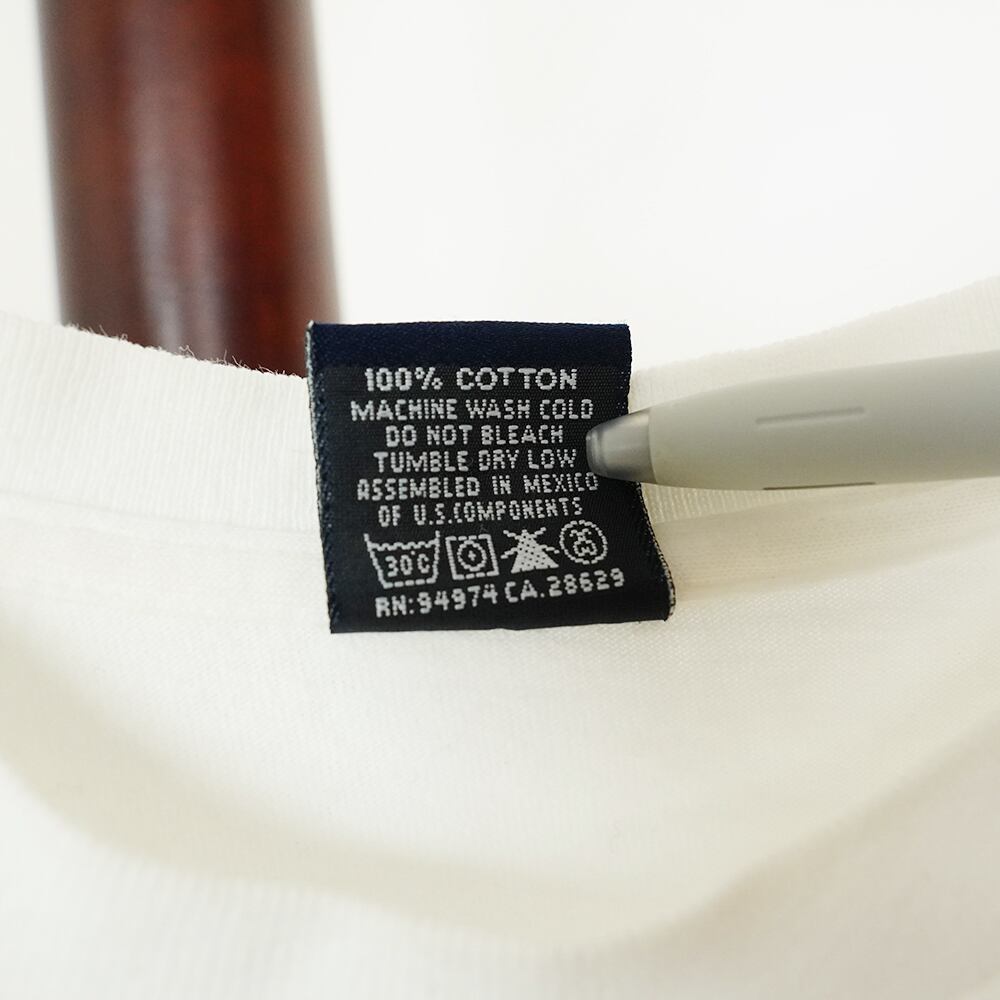 100% COTTON
MACHINE WASH COLD
DO NOT BLEACH
TUMBLE DRY LOW
ASSEMBLED IN MEXICO
OF U.S.COMPONENTS
30C
RN:94974 CA.28629